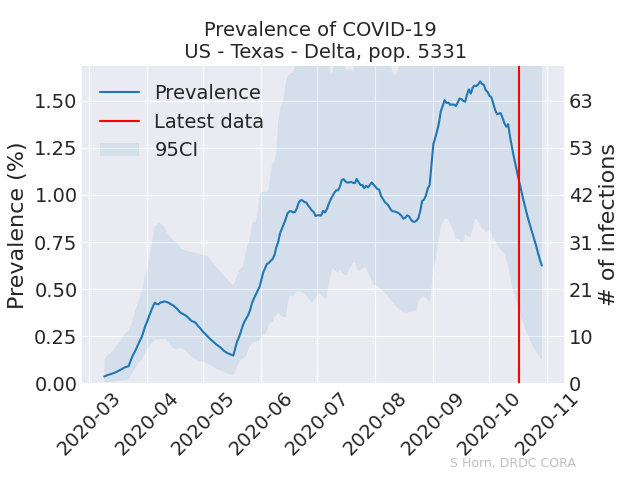 Prevalence of COVID-19
US - Texas - Delta, pop. 5331
Prevalence
Latest data
95CI
Prevalence (%)
1.50
1.25
1.00
0.75
0.50
0.25
0.00
# of infections
63
53
42
31
21
10
0
2020-03
2020-04
2020-05
2020-06
2020-07
2020-08
2020-09
2020-10
2020-11
S Horn, DRDC CORA